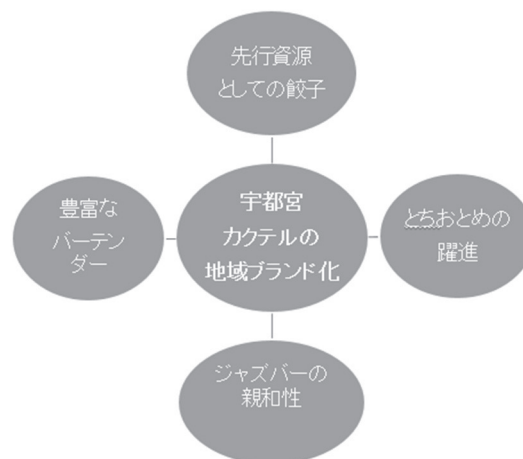 先行資源
としての餃子
豊富な
バーテン
ダー
宇都宮
カクテルの
地域ブランド化
とちおとめの
躍進
ジャズバーの
親和性